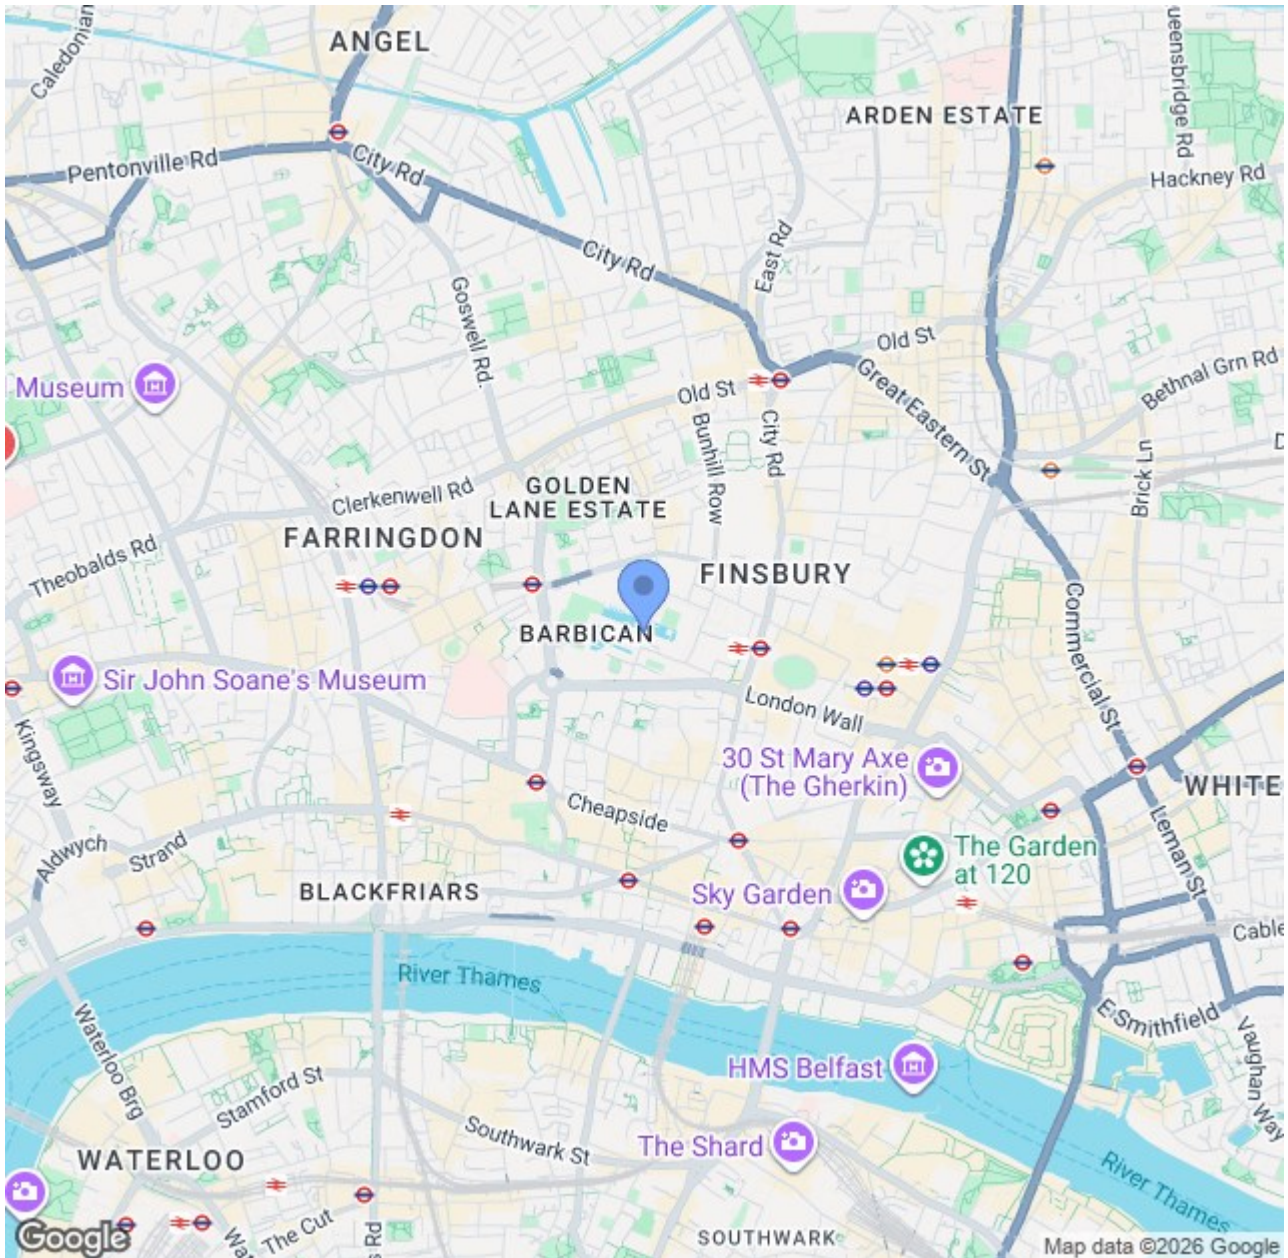 Caledonian
ANGEL
ueensbridge Rd
ARDEN ESTATE
Pentonville Rd
City Rd
Hackney Rd
City Rd
East Rd
Goswell Rd.
Old St
Museum
Great Eastern St
Bethnal Grn Rd
Old St
Bunhill Row
City Rd
Brick Ln
D
GOLDEN
LANE ESTATE
Clerkenwell Rd
FARRINGDON
Theobalds Rd
FINSBURY
Commercial St
BARBICAN
Sir John Soane's Museum
London Wall
Kingsway
30 St Mary Axe
(The Gherkin)
WHITE
Cheapside
Leman St
Aldwych
Strand
The Garden
at 120
BLACKFRIARS
Sky Garden
Cable
River Thames
E Smithfield
Waterloo Brg
Vaughan Way
HMS Belfast
Stamford St
Southwark St
The Shard
WATERLOO
River Thames
The Cut
Wa
s Rd
SOUTHWARK
Google
Map data ©2026 Google